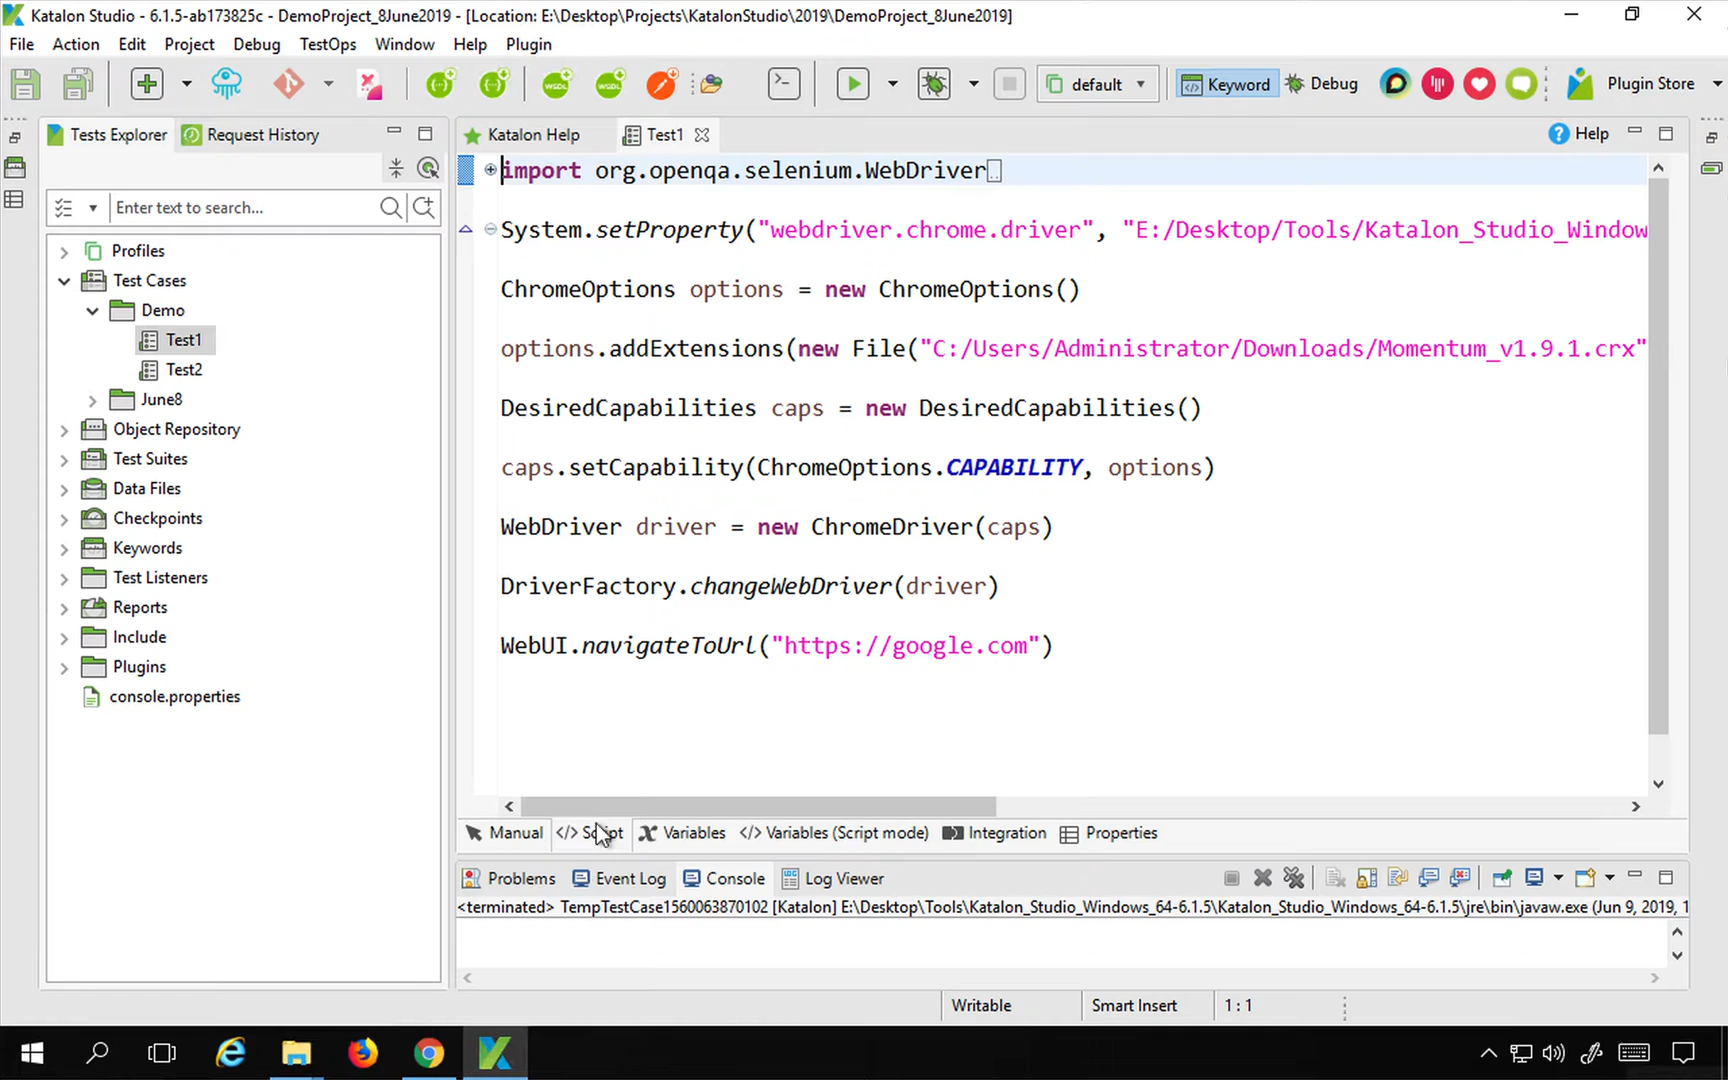 Katalon Studio - 6.1.5-ab173825c - DemoProject_8June2019 - [Location: E:\Desktop\Projects\KatalonStudio\2019\DemoProject_8June2019]
File Action Edit Project Debug TestOps Window Help Plugin
default Keyword Debug Plugin Store
Tests Explorer Request History
Katalon Help Test1 Help
Enter text to search...
Profiles
Test Cases
Demo
Test1
Test2
June8
Object Repository
Test Suites
Data Files
Checkpoints
Keywords
Test Listeners
Reports
Include
Plugins
console.properties
import org.openqa.selenium.WebDriver
System.setProperty("webdriver.chrome.driver", "E:/Desktop/Tools/Katalon_Studio_Window
ChromeOptions options = new ChromeOptions()
options.addExtensions(new File("C:/Users/Administrator/Downloads/Momentum_v1.9.1.crx"
DesiredCapabilities caps = new DesiredCapabilities()
caps.setCapability(ChromeOptions.CAPABILITY, options)
WebDriver driver = new ChromeDriver(caps)
DriverFactory.changeWebDriver(driver)
WebUI.navigateToUrl("https://google.com")
Manual </> Script Variables </> Variables (Script mode) Integration Properties
Problems Event Log Console Log Viewer
<terminated> TempTestCase1560063870102 [Katalon] E:\Desktop\Tools\Katalon_Studio_Windows_64-6.1.5\Katalon_Studio_Windows_64-6.1.5\jre\bin\javaw.exe (Jun 9, 2019, 1
Writable Smart Insert 1 : 1